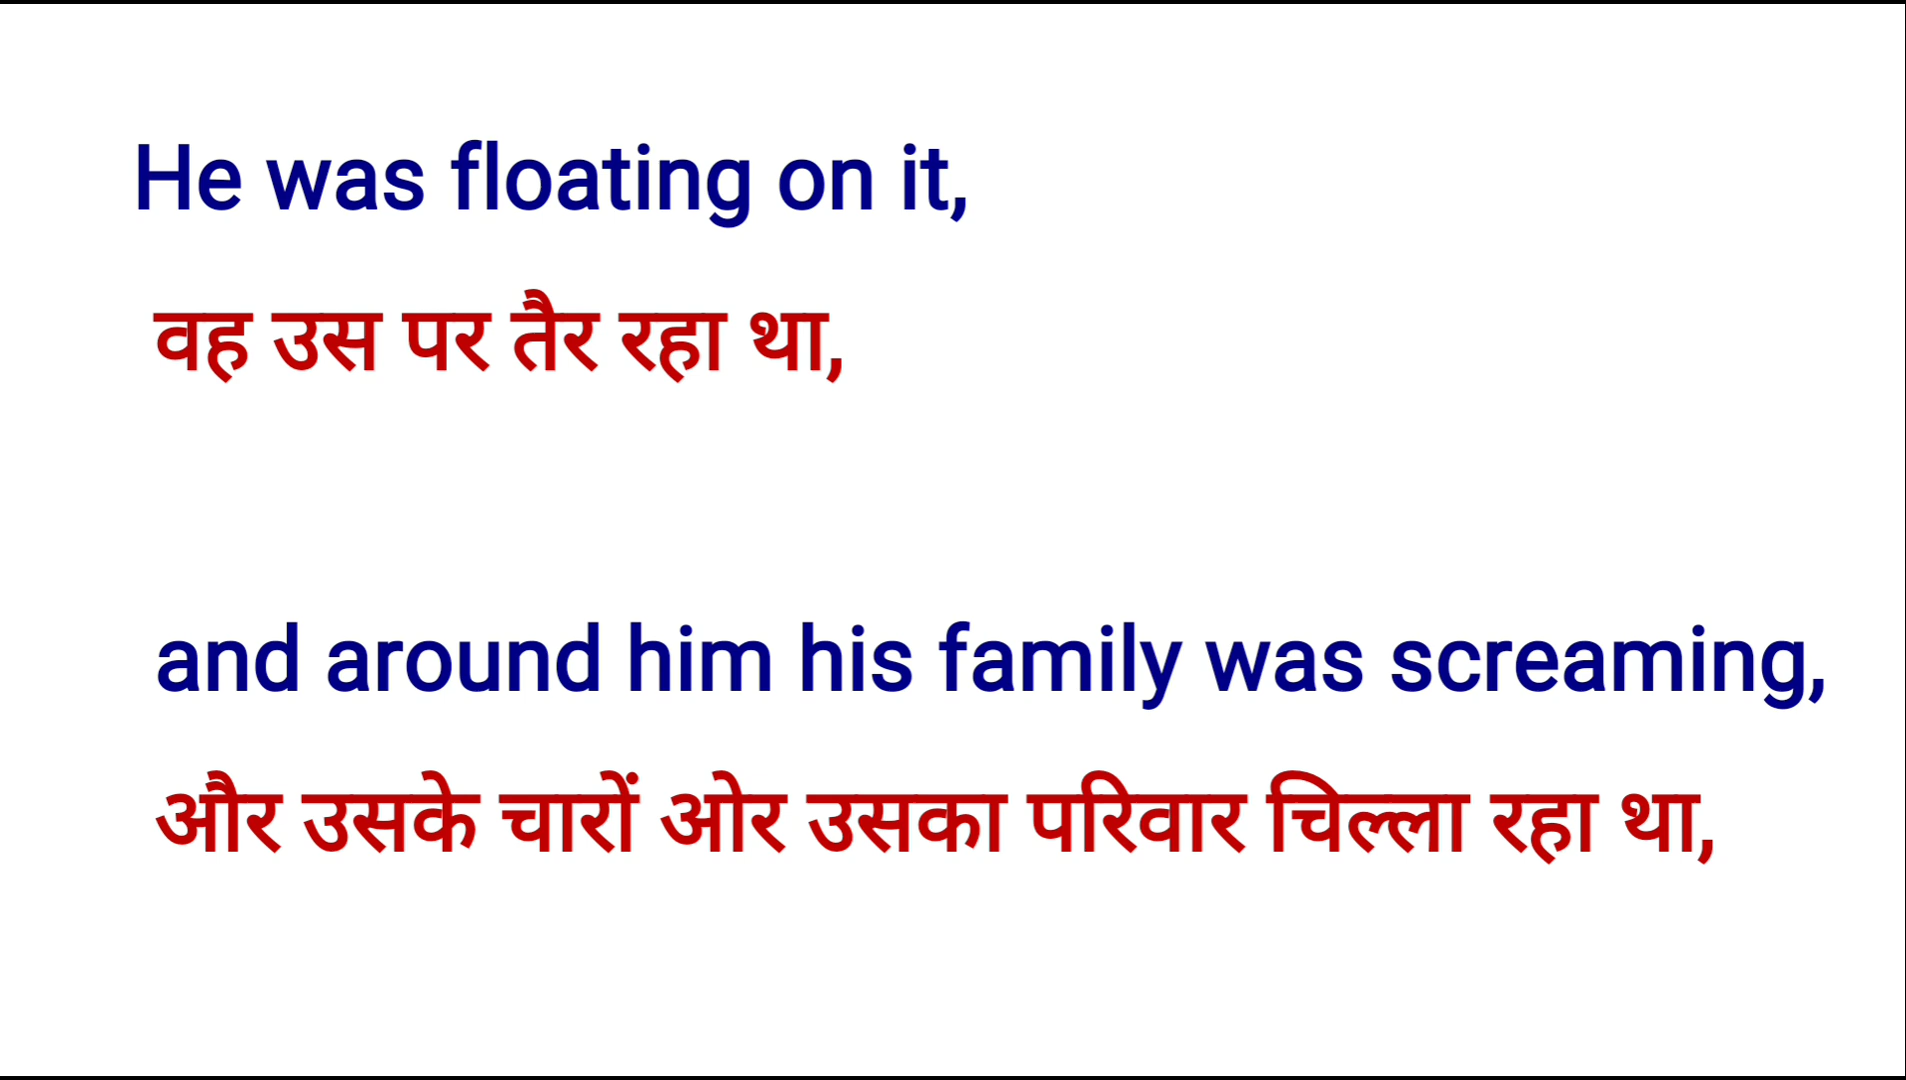 He was floating on it,
वह उस पर तैर रहा था,
and around him his family was screaming,
और उसके चारों ओर उसका परिवार चिल्ला रहा था,